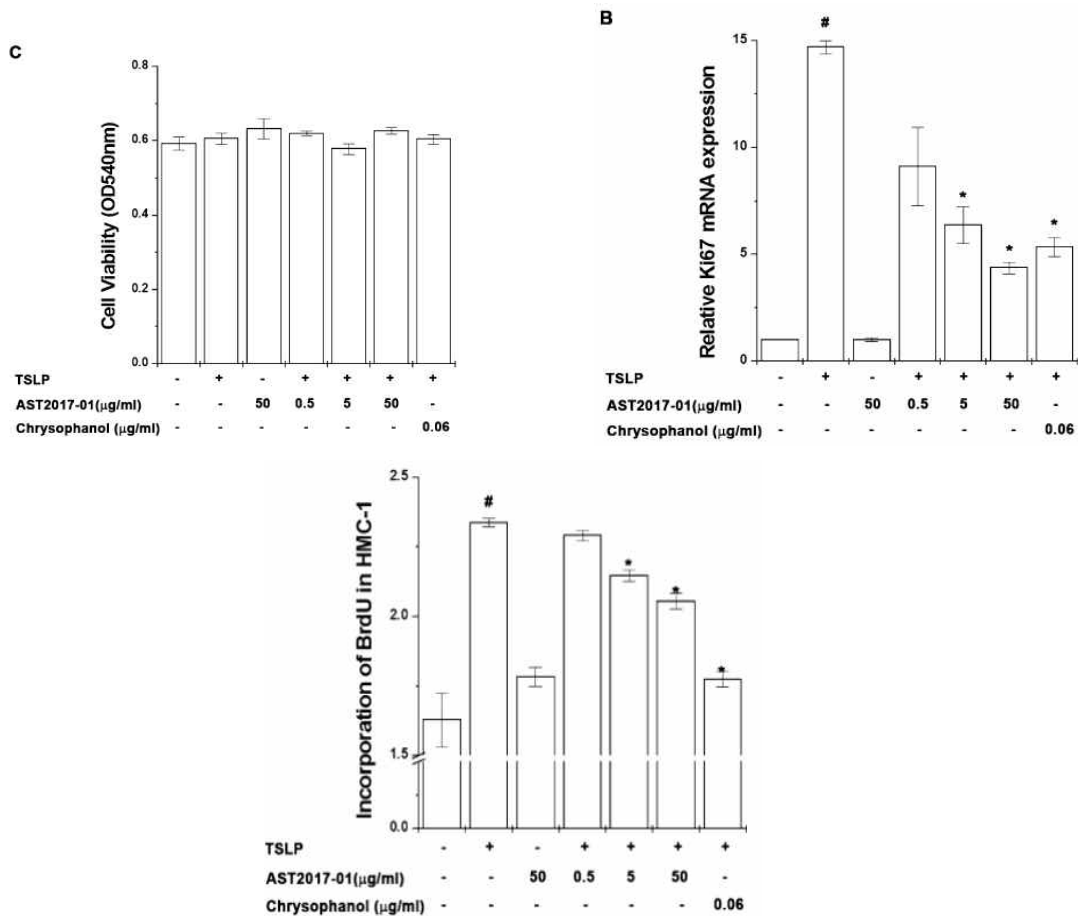 C
Cell Viability (OD540nm)
0.8
0.6
0.4
0.2
0.0
TSLP - + - + + + +
AST2017-01(μg/ml) - - 50 0.5 5 50 -
Chrysophanol (μg/ml) - - - - - - 0.06
B
Relative Ki67 mRNA expression
15
10
5
0
# * * *
TSLP - + - + + + +
AST2017-01(μg/ml) - - 50 0.5 5 50 -
Chrysophanol (μg/ml) - - - - - - 0.06
Incorporation of BrdU in HMC-1
2.5
2.0
1.5
0.0
# * * *
TSLP - + - + + + +
AST2017-01(μg/ml) - - 50 0.5 5 50 -
Chrysophanol (μg/ml) - - - - - - 0.06